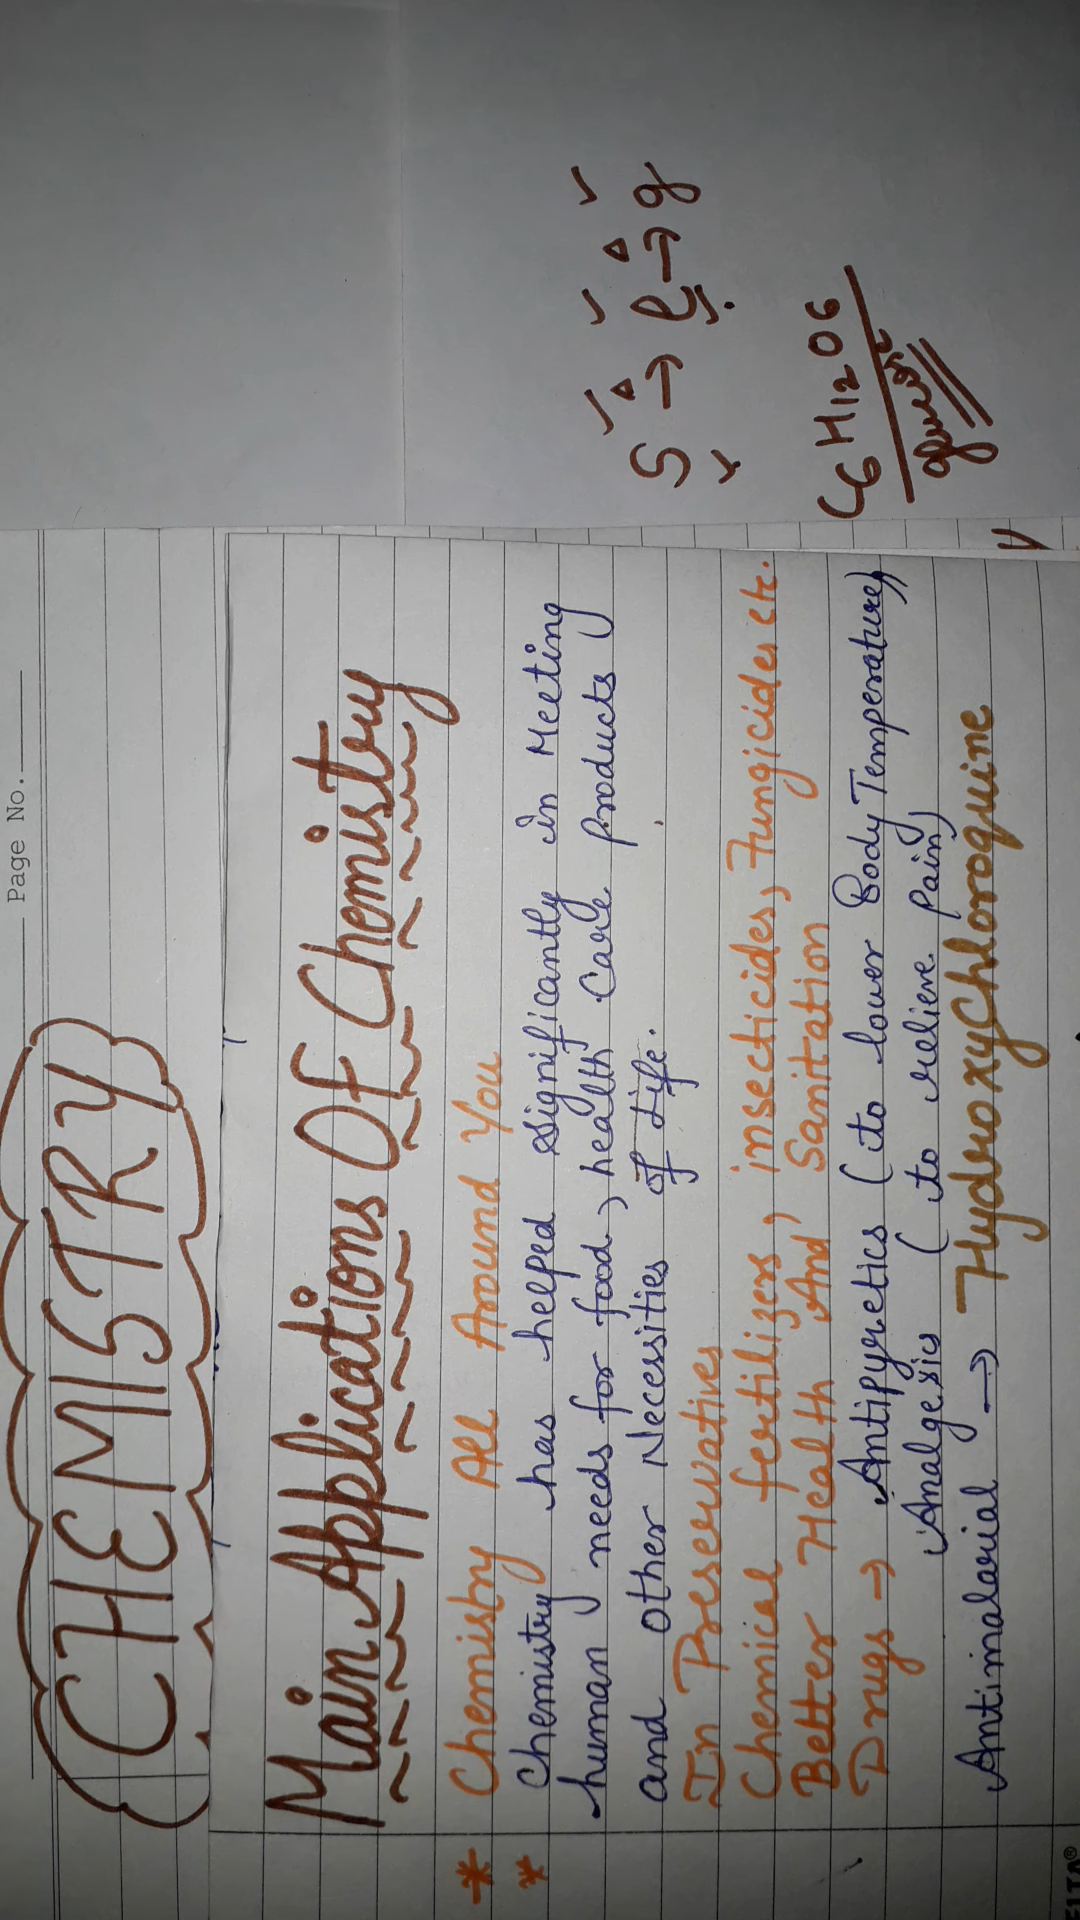 Page No.
CHEMISTRY
Main Applications Of Chemistry
* Chemistry All Around You
* Chemistry has helped significantly in Meeting
human needs for food, health Care products
and other Necessities of Life.
In Preservatives
Chemical fertilizers, insecticides, Fungicides etc.
Better Health And Sanitation
Drugs → Antipyretics (to lower Body Temperature)
Analgesis (to relieve Pain)
Antimalarial → HydroxyChloroquine
S →Δ l →Δ g
C6H12O6